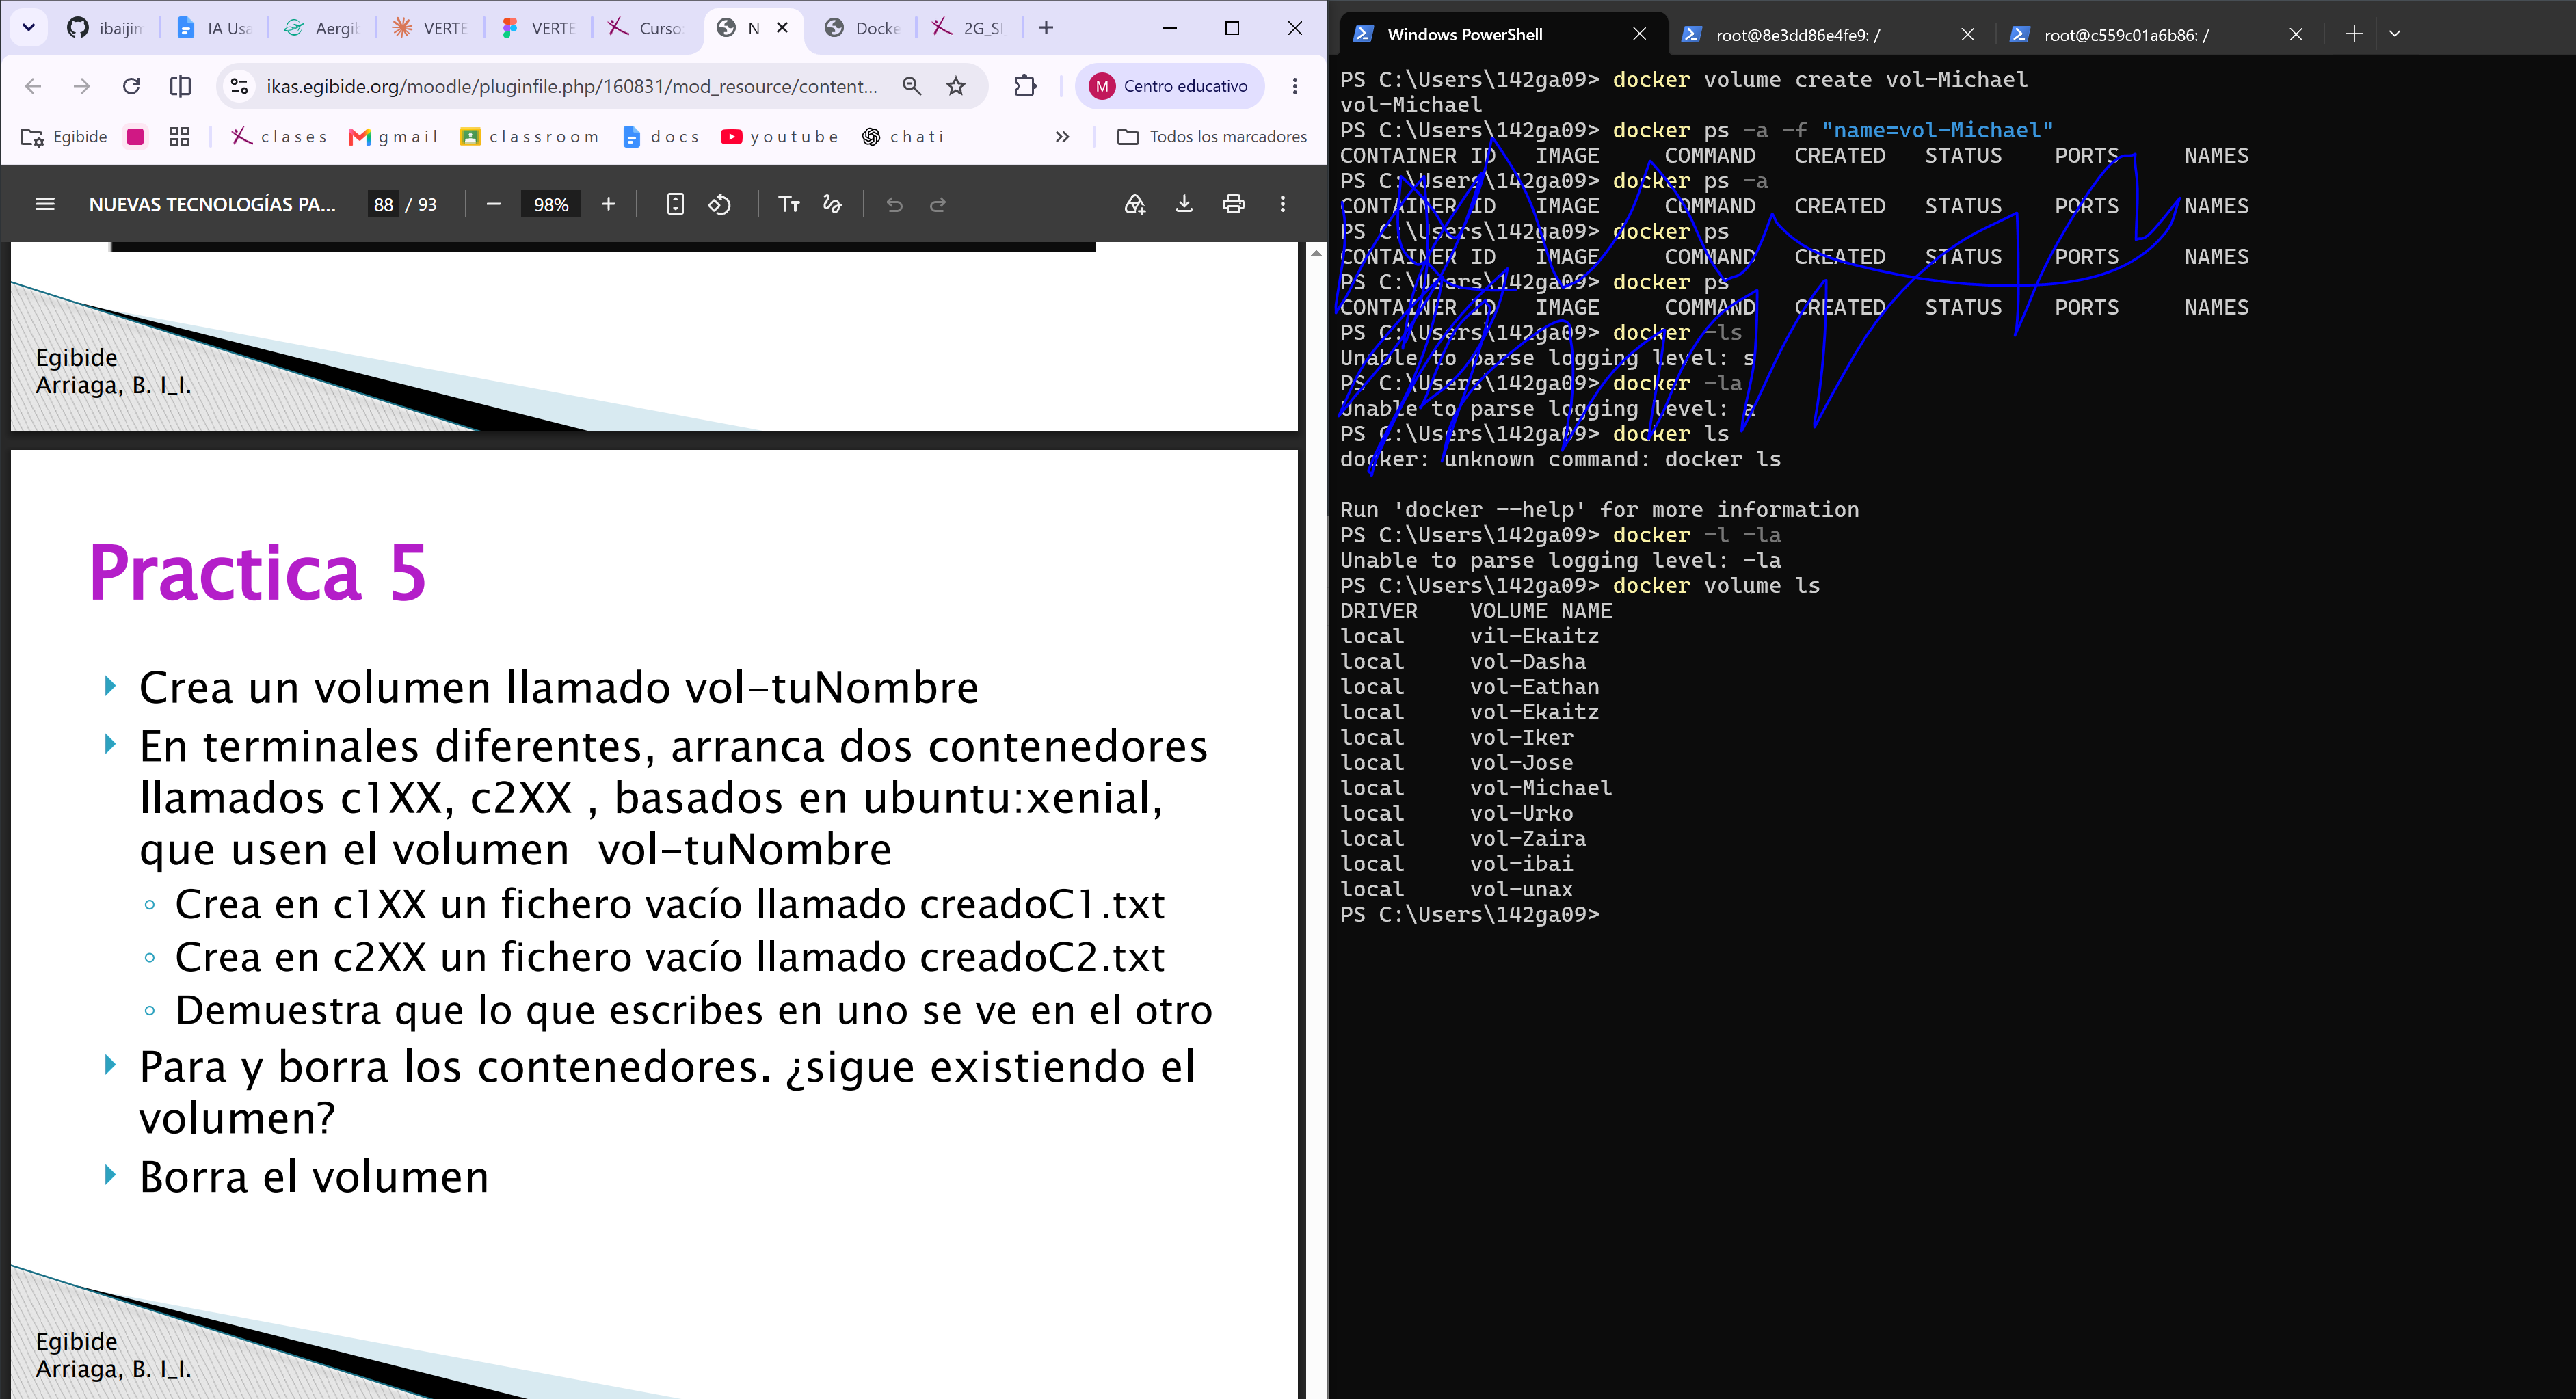 ibaijim
IA Usa
Aergib
VERTE
VERTE
Curso
N
Docke
2G_SI
ikas.egibide.org/moodle/pluginfile.php/160831/mod_resource/content...
M
Centro educativo
Egibide
clases
gmail
classroom
docs
youtube
chati
Todos los marcadores
NUEVAS TECNOLOGÍAS PA...
88 / 93
98%
Egibide
Arriaga, B. I_I.
Practica 5
Crea un volumen llamado vol-tuNombre
En terminales diferentes, arranca dos contenedores
llamados c1XX, c2XX , basados en ubuntu:xenial,
que usen el volumen vol-tuNombre
Crea en c1XX un fichero vacío llamado creadoC1.txt
Crea en c2XX un fichero vacío llamado creadoC2.txt
Demuestra que lo que escribes en uno se ve en el otro
Para y borra los contenedores. ¿sigue existiendo el
volumen?
Borra el volumen
Egibide
Arriaga, B. I_I.
Windows PowerShell
root@8e3dd86e4fe9: /
root@c559c01a6b86: /
PS C:\Users\142ga09> docker volume create vol-Michael
vol-Michael
PS C:\Users\142ga09> docker ps -a -f "name=vol-Michael"
CONTAINER ID IMAGE COMMAND CREATED STATUS PORTS NAMES
PS C:\Users\142ga09> docker ps -a
CONTAINER ID IMAGE COMMAND CREATED STATUS PORTS NAMES
PS C:\Users\142ga09> docker ps
CONTAINER ID IMAGE COMMAND CREATED STATUS PORTS NAMES
PS C:\Users\142ga09> docker ps
CONTAINER ID IMAGE COMMAND CREATED STATUS PORTS NAMES
PS C:\Users\142ga09> docker -ls
Unable to parse logging level: s
PS C:\Users\142ga09> docker -la
Unable to parse logging level: a
PS C:\Users\142ga09> docker ls
docker: unknown command: docker ls
Run 'docker --help' for more information
PS C:\Users\142ga09> docker -l -la
Unable to parse logging level: -la
PS C:\Users\142ga09> docker volume ls
DRIVER VOLUME NAME
local vil-Ekaitz
local vol-Dasha
local vol-Eathan
local vol-Ekaitz
local vol-Iker
local vol-Jose
local vol-Michael
local vol-Urko
local vol-Zaira
local vol-ibai
local vol-unax
PS C:\Users\142ga09>